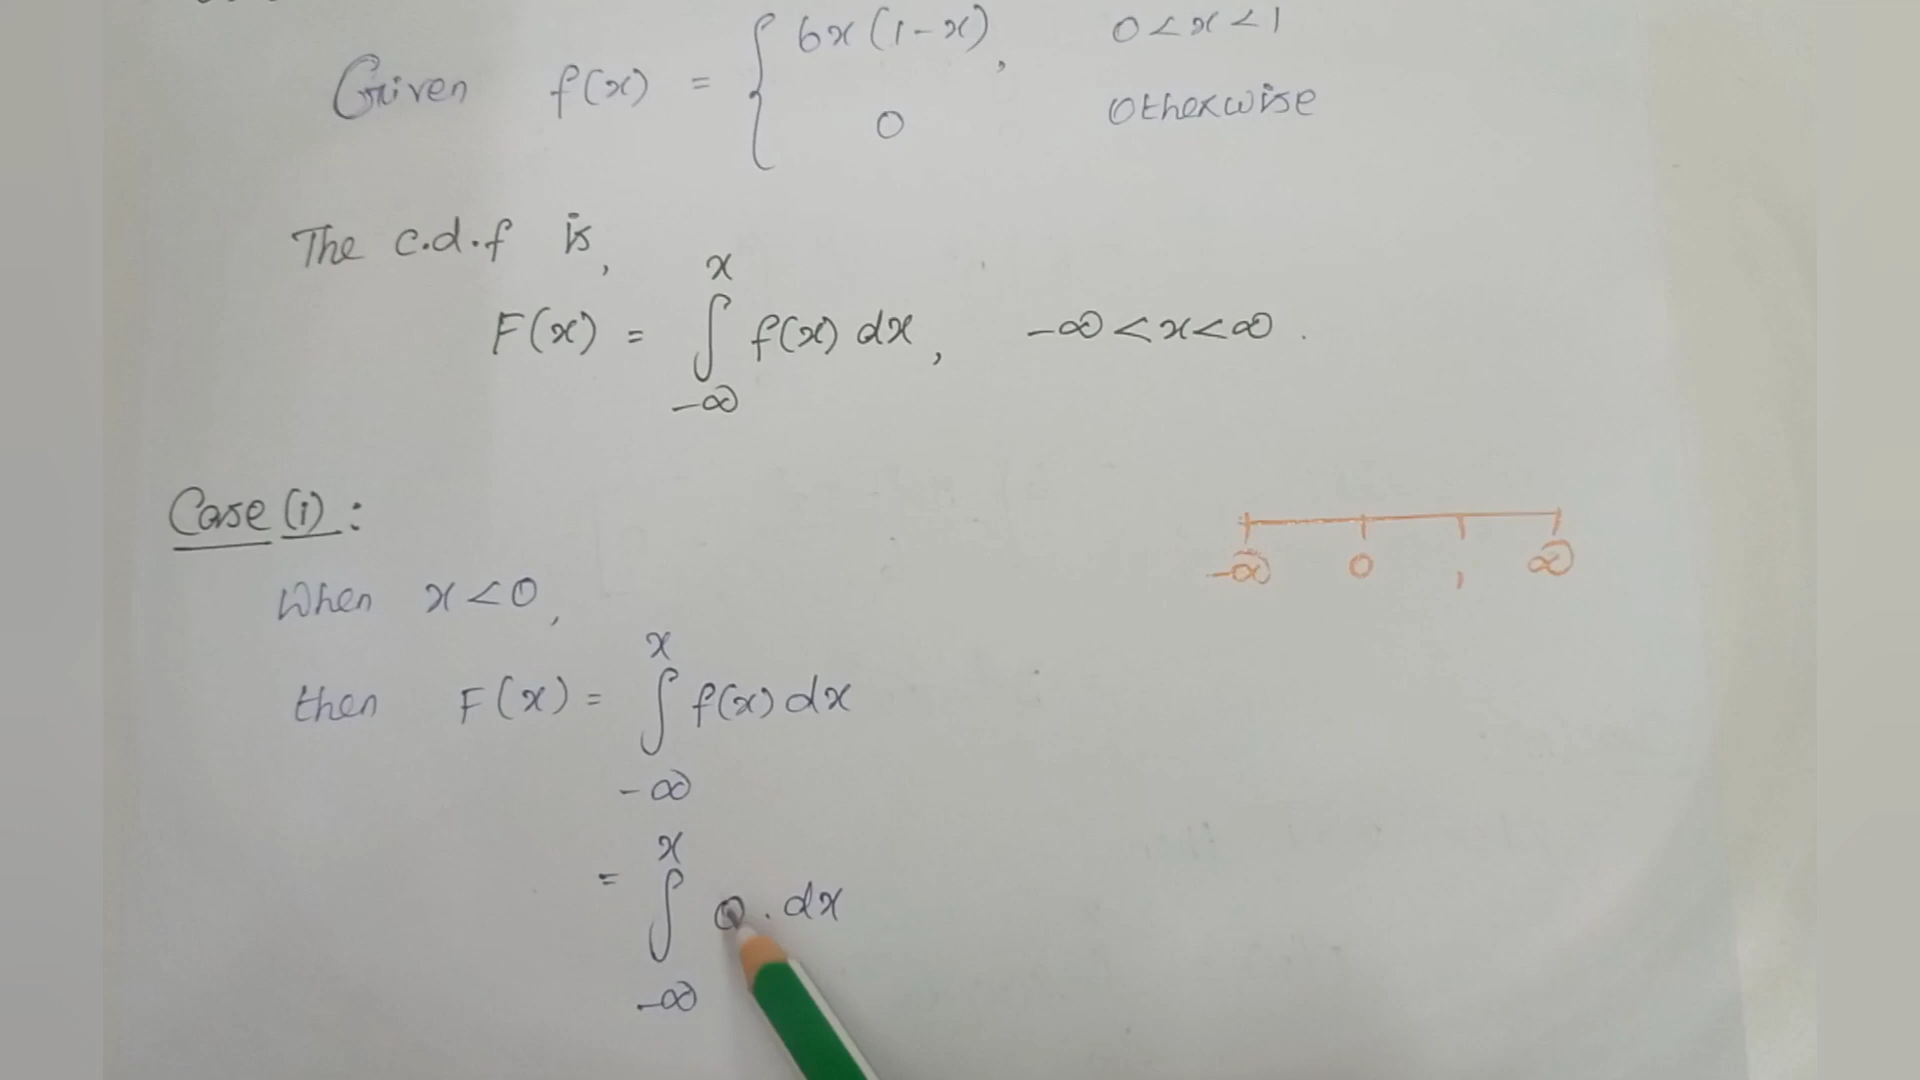 Given f(x) = { 6x(1-x), 0<x<1
0 otherwise
The c.d.f is,
F(x) = ∫_{-∞}^{x} f(x) dx, -∞<x<∞.
Case (i):
-∞ 0 1 ∞
When x<0,
then F(x) = ∫_{-∞}^{x} f(x) dx
= ∫_{-∞}^{x} 0. dx